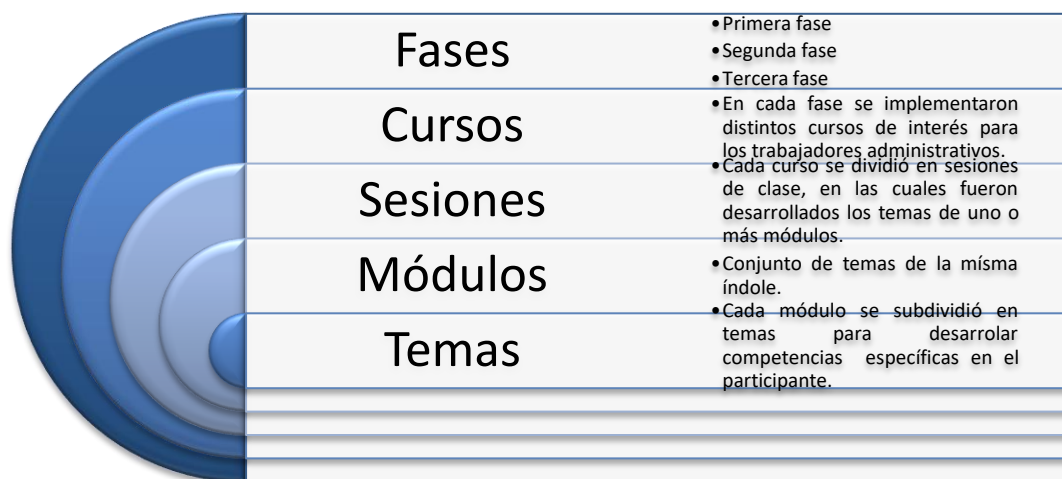 Fases
•Primera fase
•Segunda fase
•Tercera fase
Cursos
•En cada fase se implementaron
distintos cursos de interés para
los trabajadores administrativos.
Sesiones
•Cada curso se dividió en sesiones
de clase, en las cuales fueron
desarrollados los temas de uno o
más módulos.
Módulos
•Conjunto de temas de la mísma
índole.
Temas
•Cada módulo se subdividió en
temas para desarrolar
competencias específicas en el
participante.